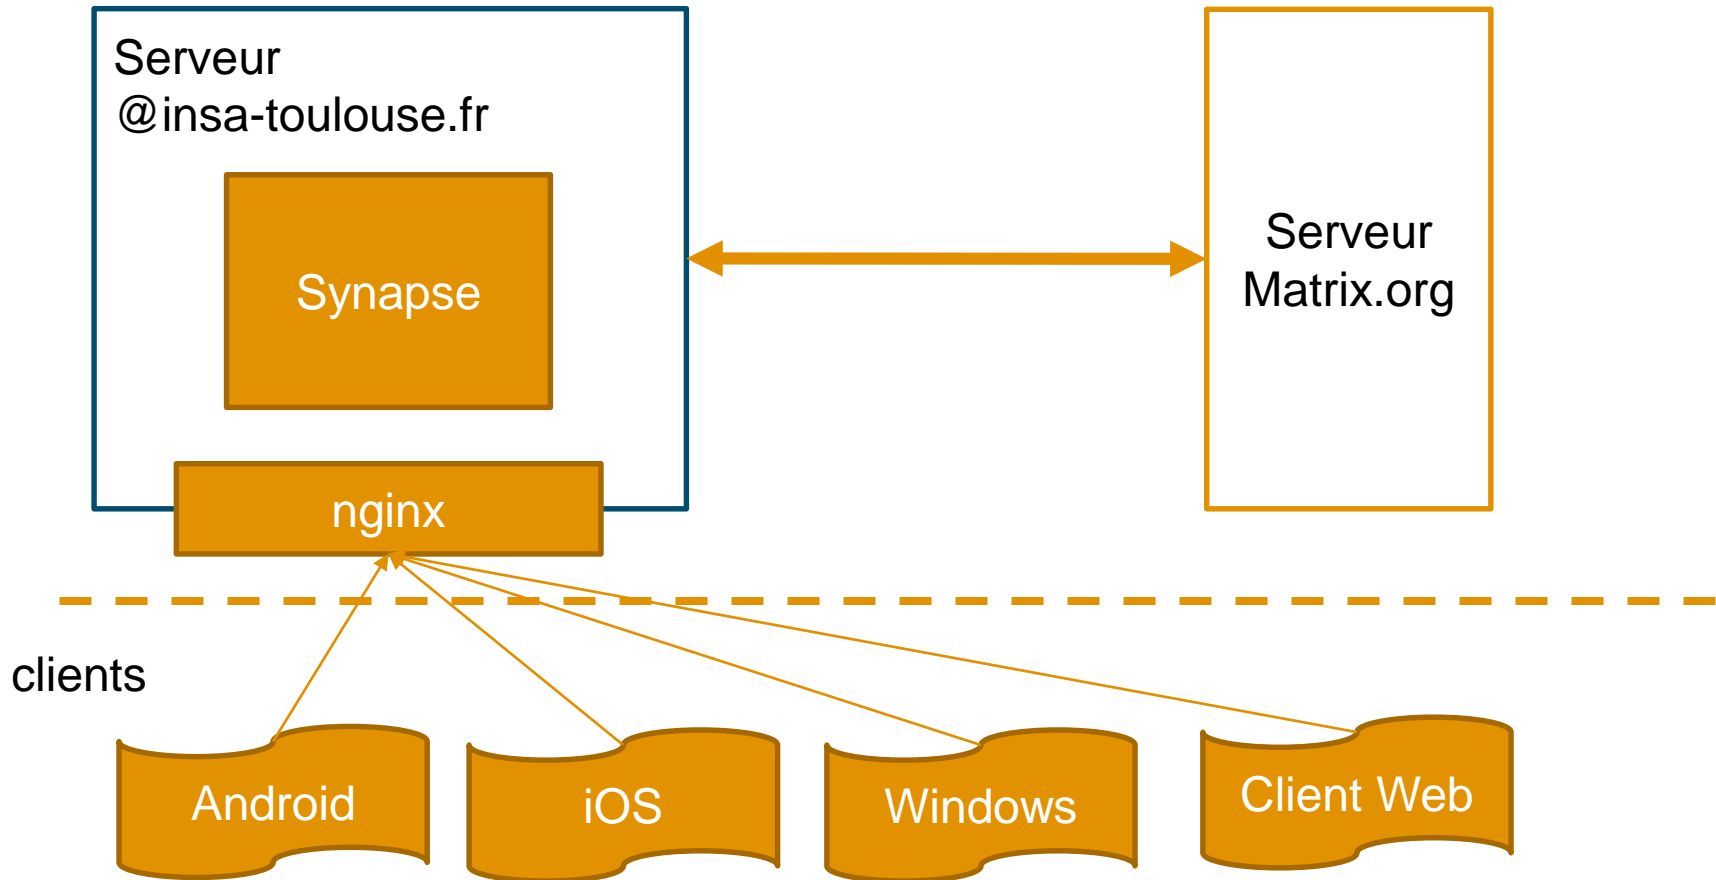 Serveur
@insa-toulouse.fr
Synapse
Serveur
Matrix.org
nginx
clients
Android
iOS
Windows
Client Web